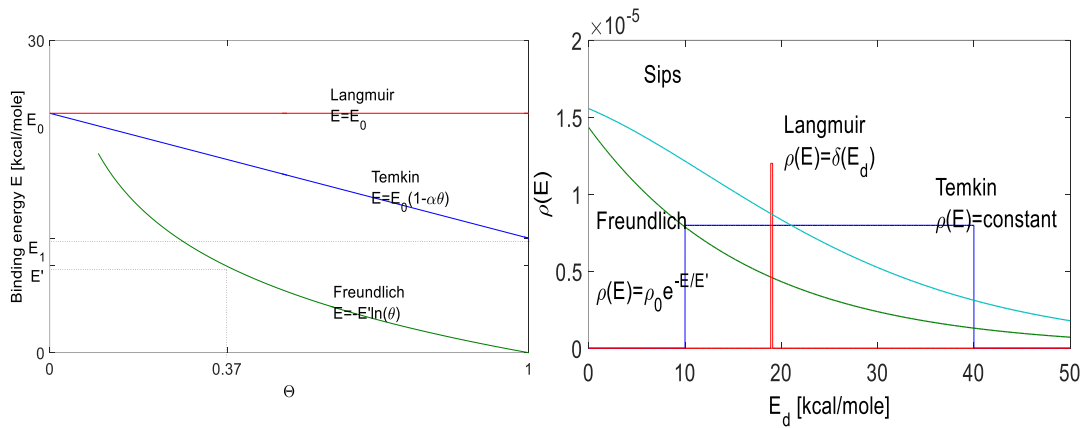 30
Langmuir
E=E0
E0
Binding energy E [kcal/mole]
Temkin
E=E0(1-αθ)
E1
E'
Freundlich
E=-E'ln(θ)
0
0
0.37
1
Θ
×10-5
2
Sips
1.5
Langmuir
ρ(E)=δ(Ed)
1
ρ(E)
Temkin
ρ(E)=constant
Freundlich
0.5
ρ(E)=ρ0e-E/E'
0
0
10
20
30
40
50
Ed [kcal/mole]